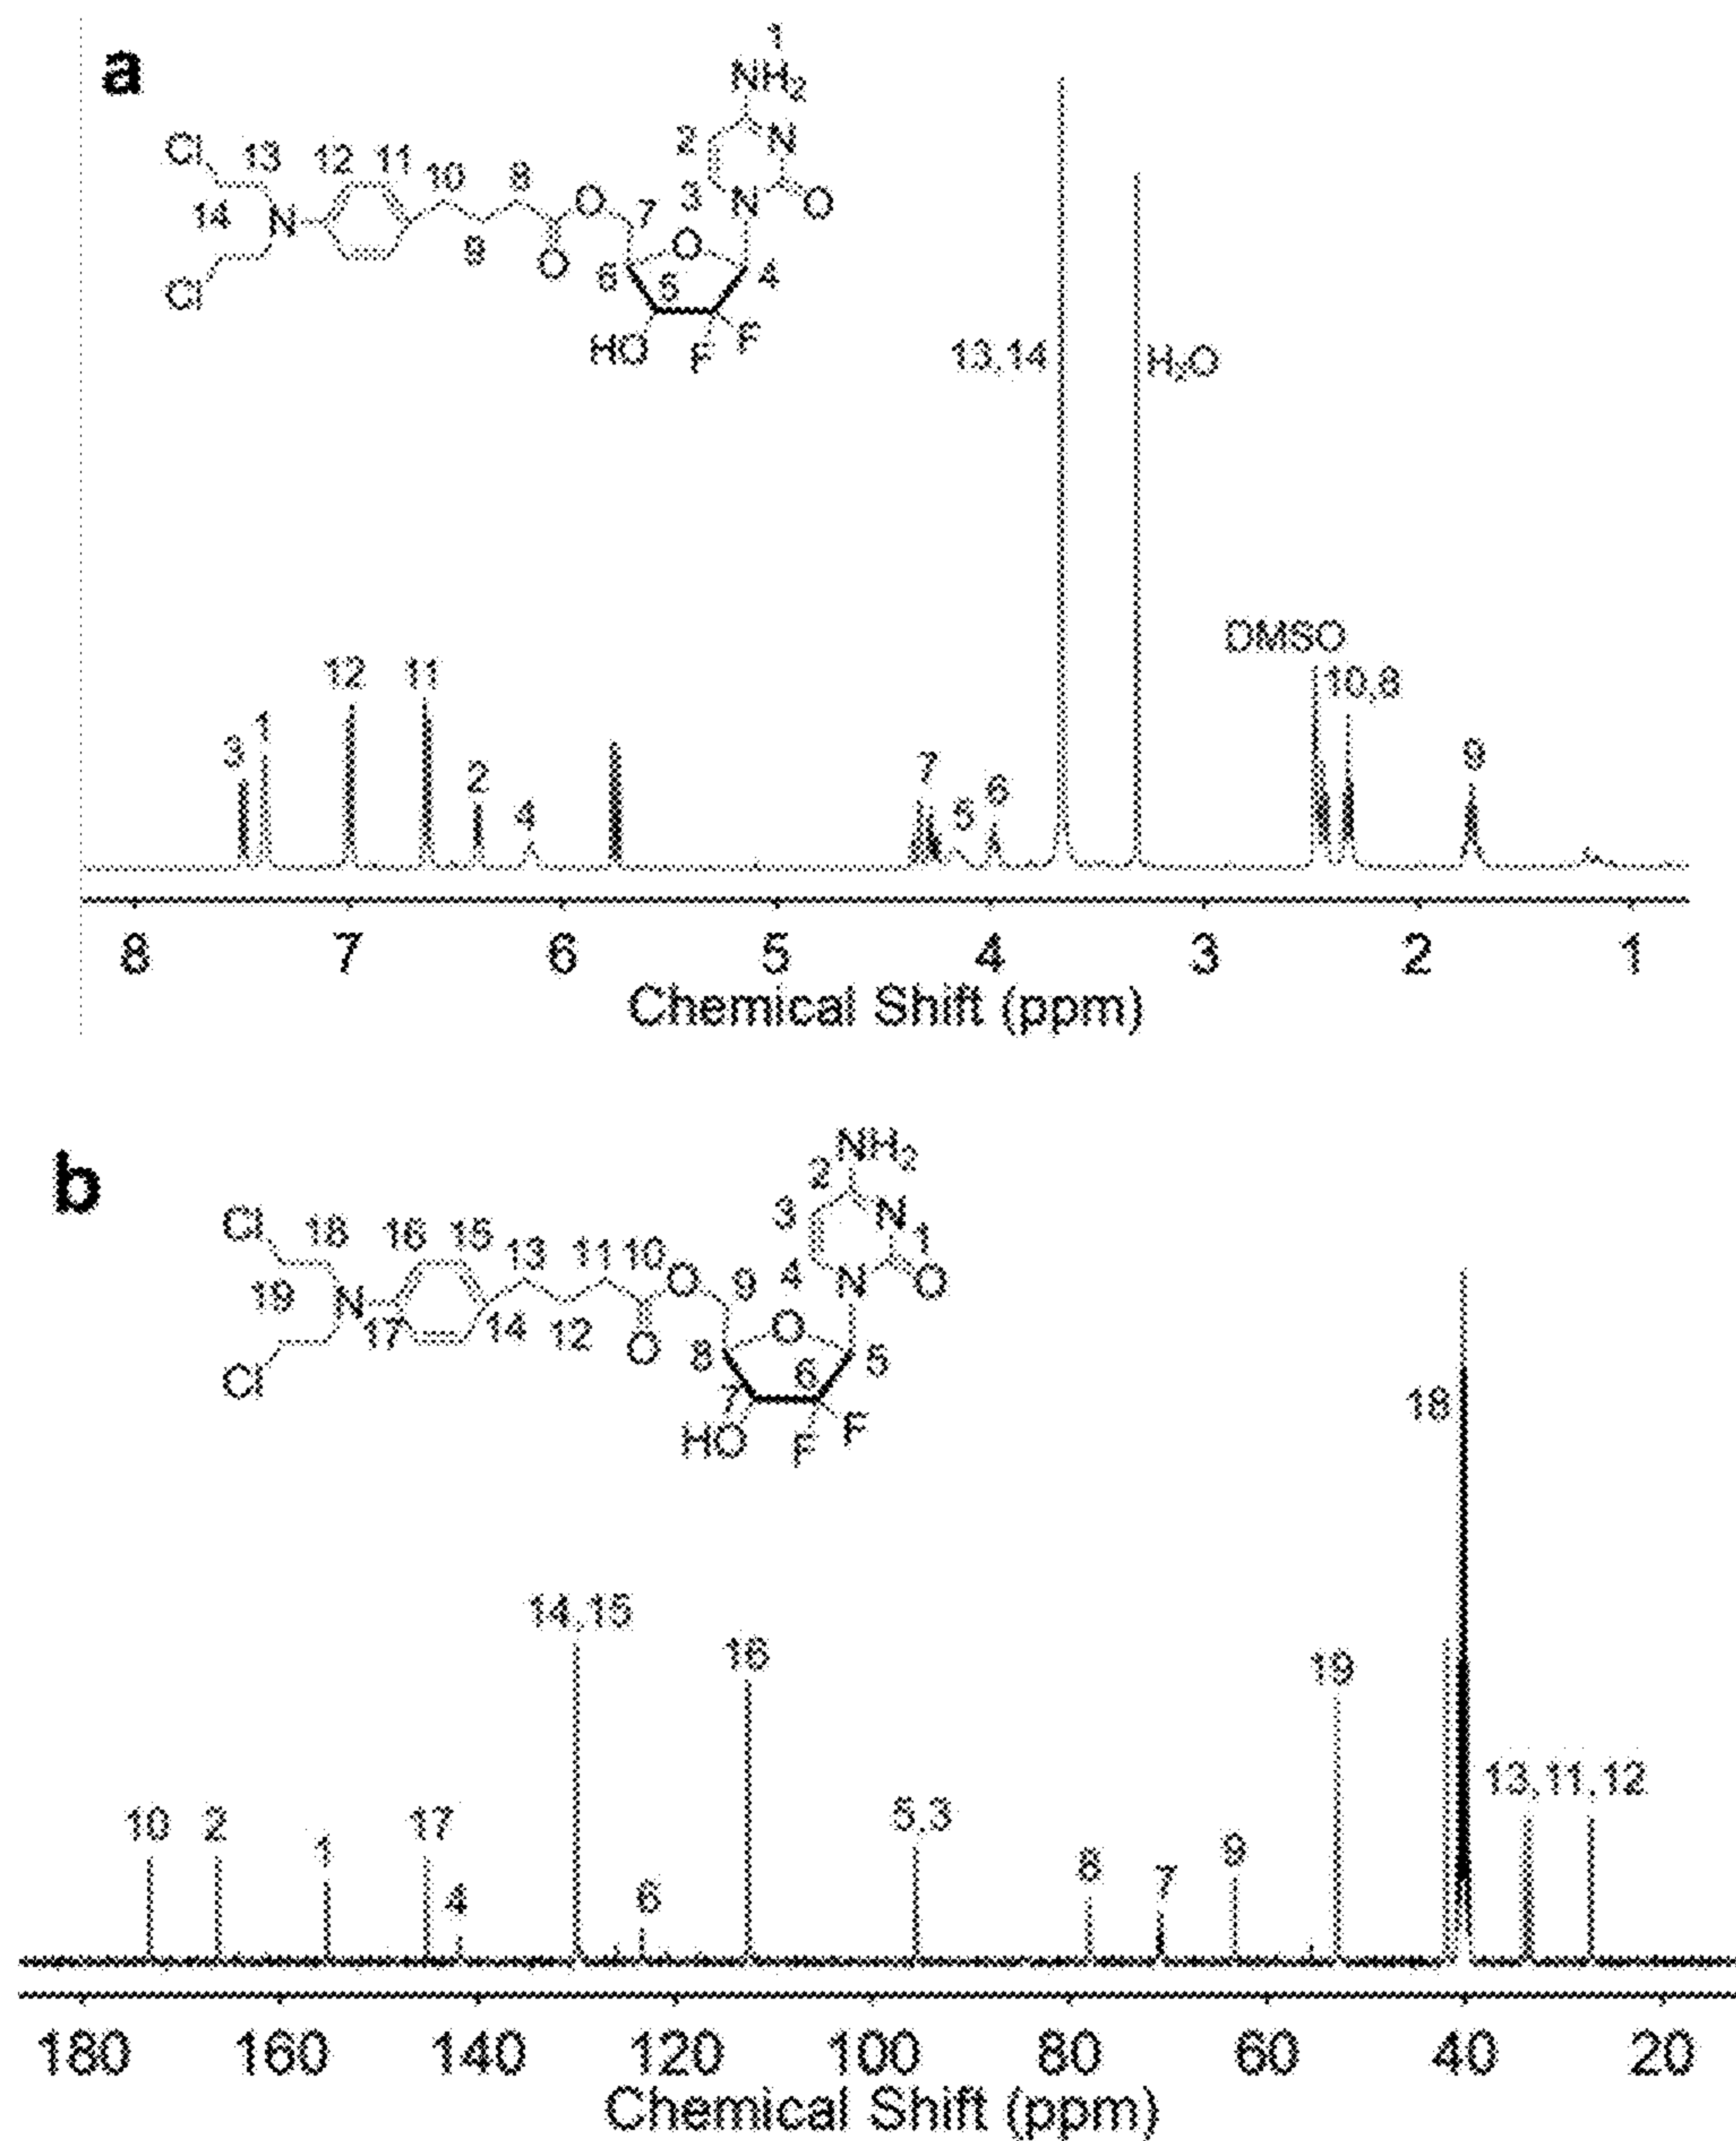 a
1
NH2
Cl 13 12 11 10 8 O 2 N
14 N 9 O 7 3 N O
Cl 6 O 5 4
HO F F
13,14 H2O
DMSO
12 11 10,8
3 1 2 4 7 5 6 9
8 7 6 5 4 3 2 1
Chemical Shift (ppm)
b
NH2
2
3 N 1
Cl 18 16 15 13 11 10 O 9 4 N O
19 N 17 14 12 O 8 O 5
Cl 7 6
HO F F
18
14,15
16 19
10 2 1 17 4 6 5,3 8 7 9 13,11,12
180 160 140 120 100 80 60 40 20
Chemical Shift (ppm)